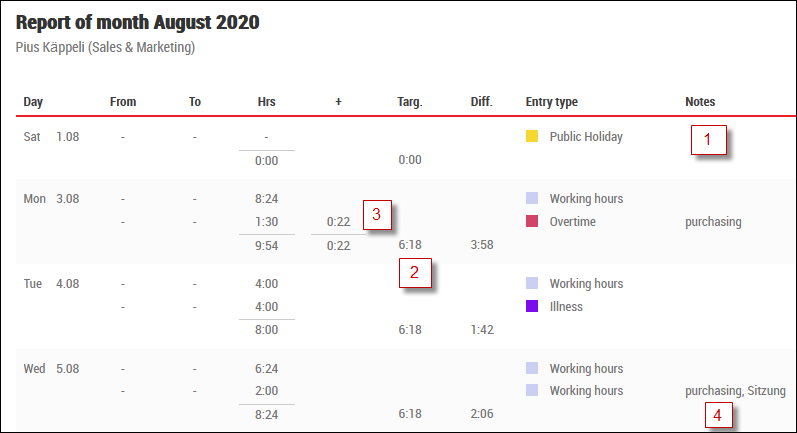 Report of month August 2020
Pius Käppeli (Sales & Marketing)
Day From To Hrs + Targ. Diff. Entry type Notes
Sat 1.08 - - - Public Holiday 1
0:00 0:00
Mon 3.08 - - 8:24 Working hours
3
- - 1:30 0:22 Overtime purchasing
9:54 0:22 6:18 3:58
2
Tue 4.08 - - 4:00 Working hours
- - 4:00 Illness
8:00 6:18 1:42
Wed 5.08 - - 6:24 Working hours
- - 2:00 Working hours purchasing, Sitzung
8:24 6:18 2:06 4